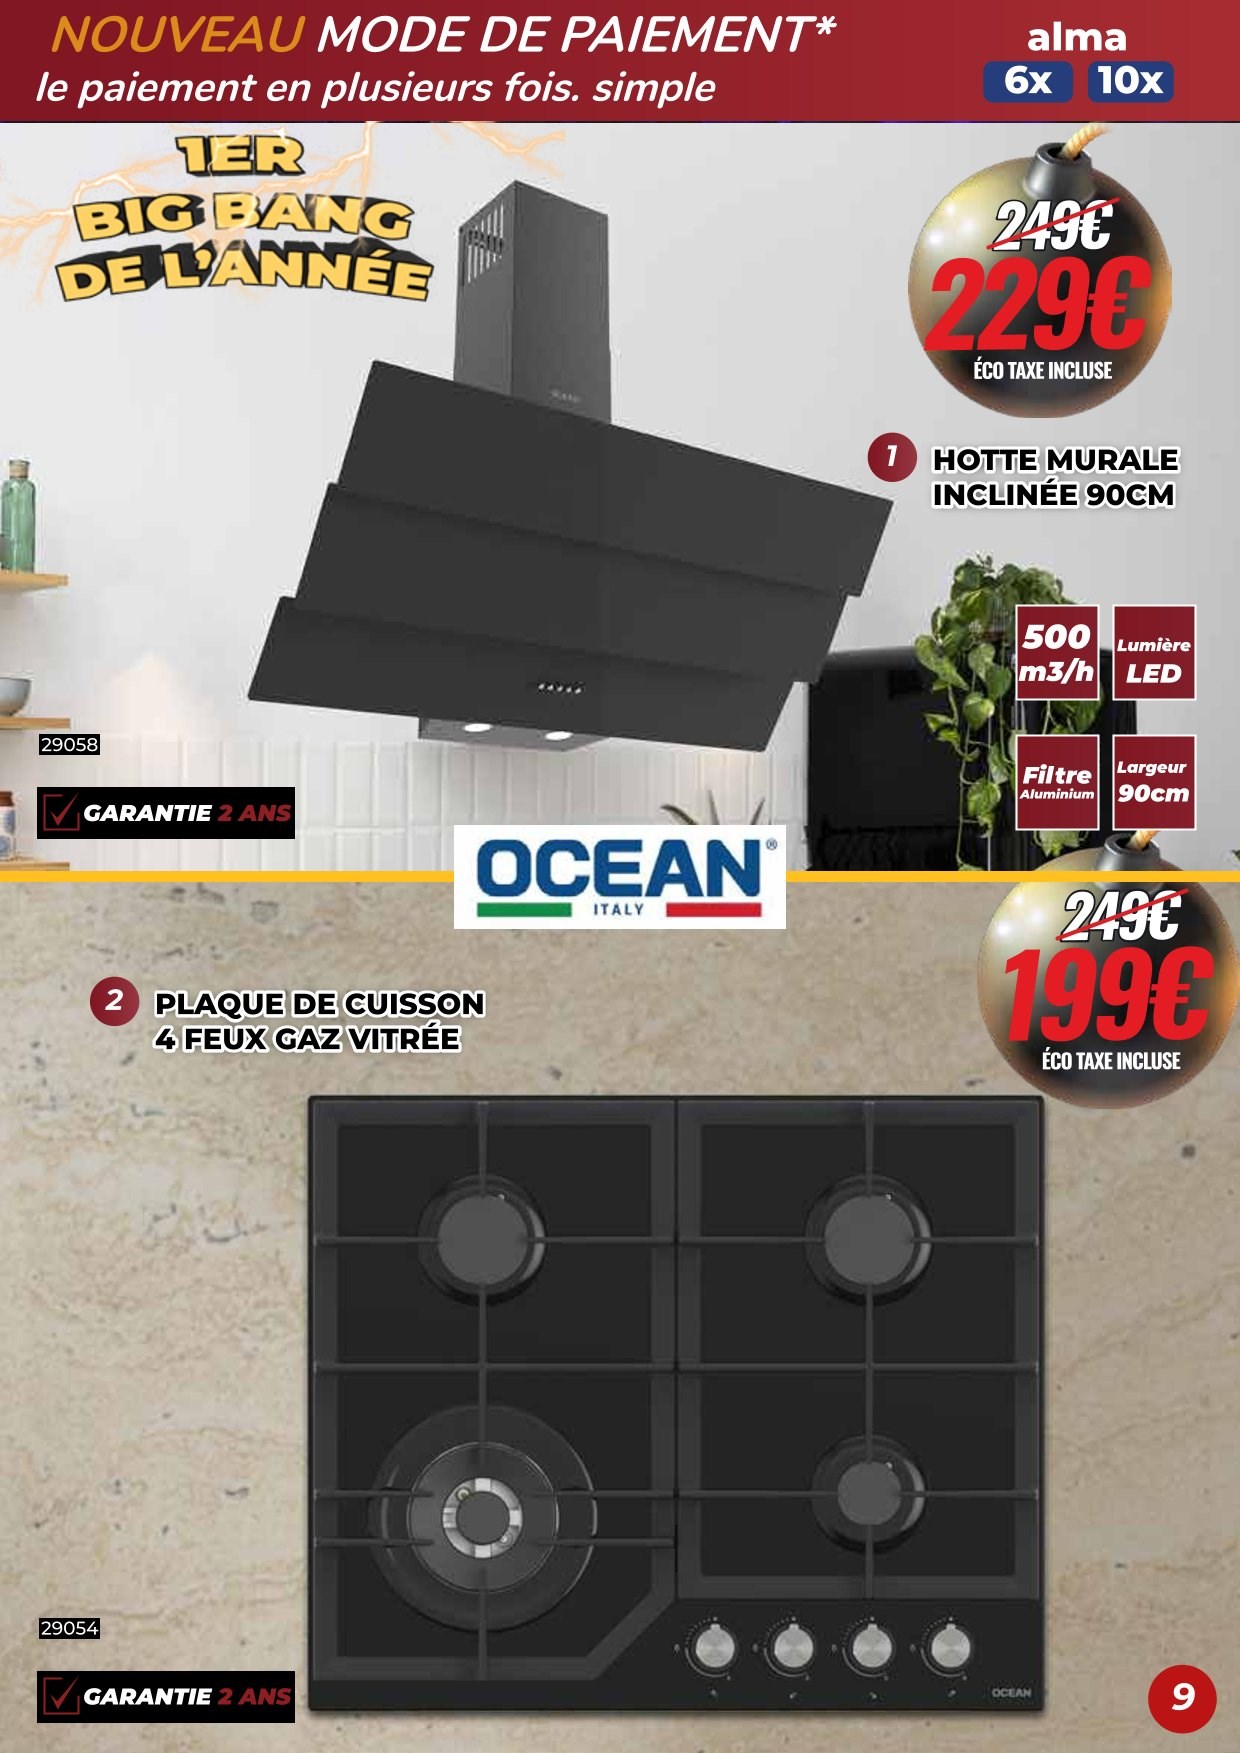 NOUVEAU MODE DE PAIEMENT*
le paiement en plusieurs fois. simple
alma
6x 10x
1ER
BIG BANG
DE L'ANNÉE
249€
229€
ÉCO TAXE INCLUSE
1 HOTTE MURALE
INCLINÉE 90CM
500
m3/h
Lumière
LED
Filtre
Aluminium
Largeur
90cm
29058
GARANTIE 2 ANS
OCEAN®
ITALY
249€
199€
ÉCO TAXE INCLUSE
2 PLAQUE DE CUISSON
4 FEUX GAZ VITRÉE
29054
GARANTIE 2 ANS
OCEAN
9